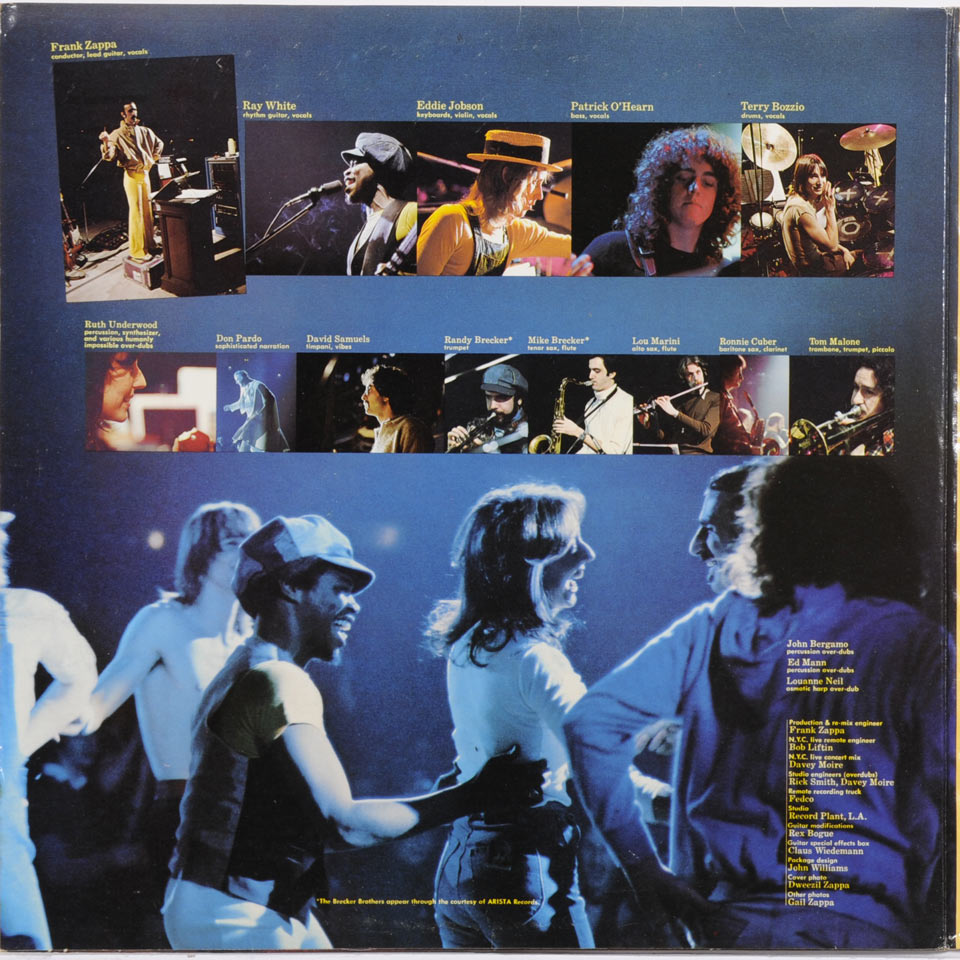 Frank Zappa
conductor, lead guitar, vocals
Ray White
rhythm guitar, vocals
Eddie Jobson
keyboards, violin, vocals
Patrick O'Hearn
bass, vocals
Terry Bozzio
drums, vocals
Ruth Underwood
percussion, synthesizer,
and various humanly
impossible over-dubs
Don Pardo
sophisticated narration
David Samuels
timpani, vibes
Randy Brecker*
trumpet
Mike Brecker*
tenor sax, flute
Lou Marini
alto sax, flute
Ronnie Cuber
baritone sax, clarinet
Tom Malone
trombone, trumpet, piccolo
John Bergamo
percussion over-dubs
Ed Mann
percussion over-dubs
Louanne Neil
osmotic harp over-dub
Production & re-mix engineer
Frank Zappa
N.Y.C. live remote engineer
Bob Liftin
N.Y.C. live concert mix
Davey Moire
Studio engineers (overdubs)
Rick Smith, Davey Moire
Remote recording truck
Fedco
Studio
Record Plant, L.A.
Guitar modifications
Rex Bogue
Guitar special effects box
Claus Wiedemann
Package design
John Williams
Cover photo
Dweezil Zappa
Other photos
Gail Zappa
*The Brecker Brothers appear through the courtesy of ARISTA Records.